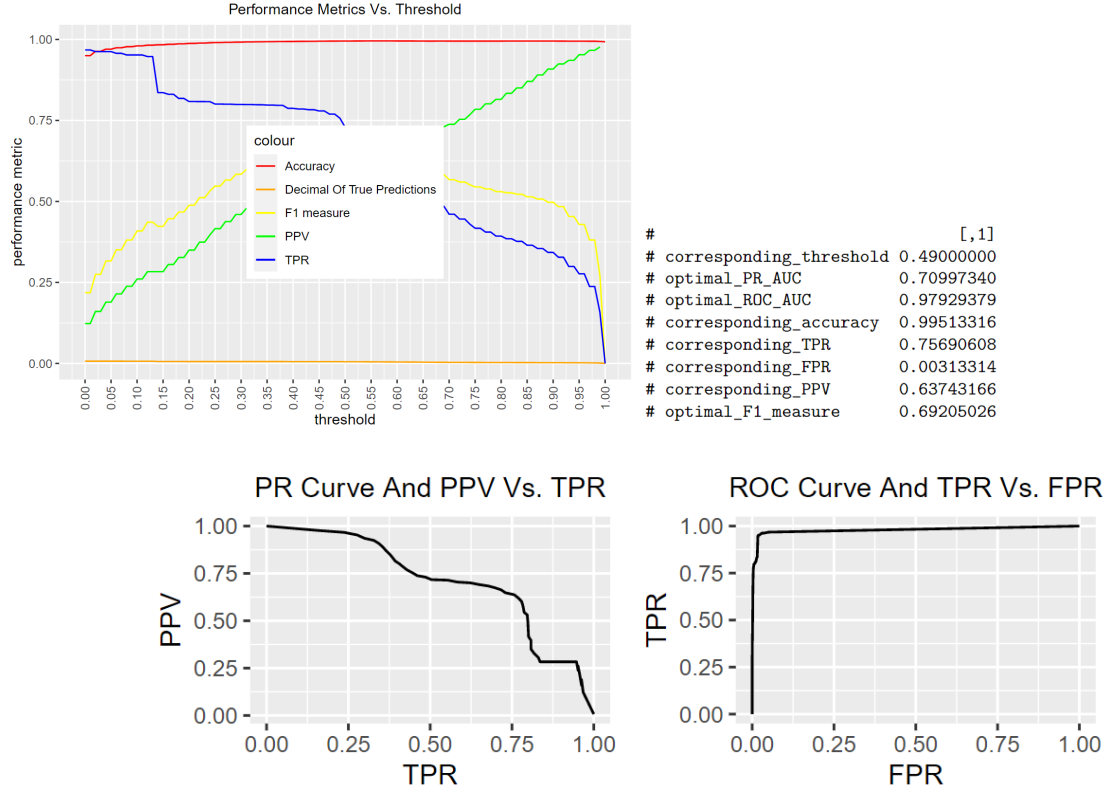 Performance Metrics Vs. Threshold
performance metric
1.00
0.75
0.50
0.25
0.00
colour
Accuracy
Decimal Of True Predictions
F1 measure
PPV
TPR
0.00 0.05 0.10 0.15 0.20 0.25 0.30 0.35 0.40 0.45 0.50 0.55 0.60 0.65 0.70 0.75 0.80 0.85 0.90 0.95 1.00
threshold
# [,1]
# corresponding_threshold 0.49000000
# optimal_PR_AUC 0.70997340
# optimal_ROC_AUC 0.97929379
# corresponding_accuracy 0.99513316
# corresponding_TPR 0.75690608
# corresponding_FPR 0.00313314
# corresponding_PPV 0.63743166
# optimal_F1_measure 0.69205026
PR Curve And PPV Vs. TPR
PPV
1.00
0.75
0.50
0.25
0.00
0.00 0.25 0.50 0.75 1.00
TPR
ROC Curve And TPR Vs. FPR
TPR
1.00
0.75
0.50
0.25
0.00
0.00 0.25 0.50 0.75 1.00
FPR